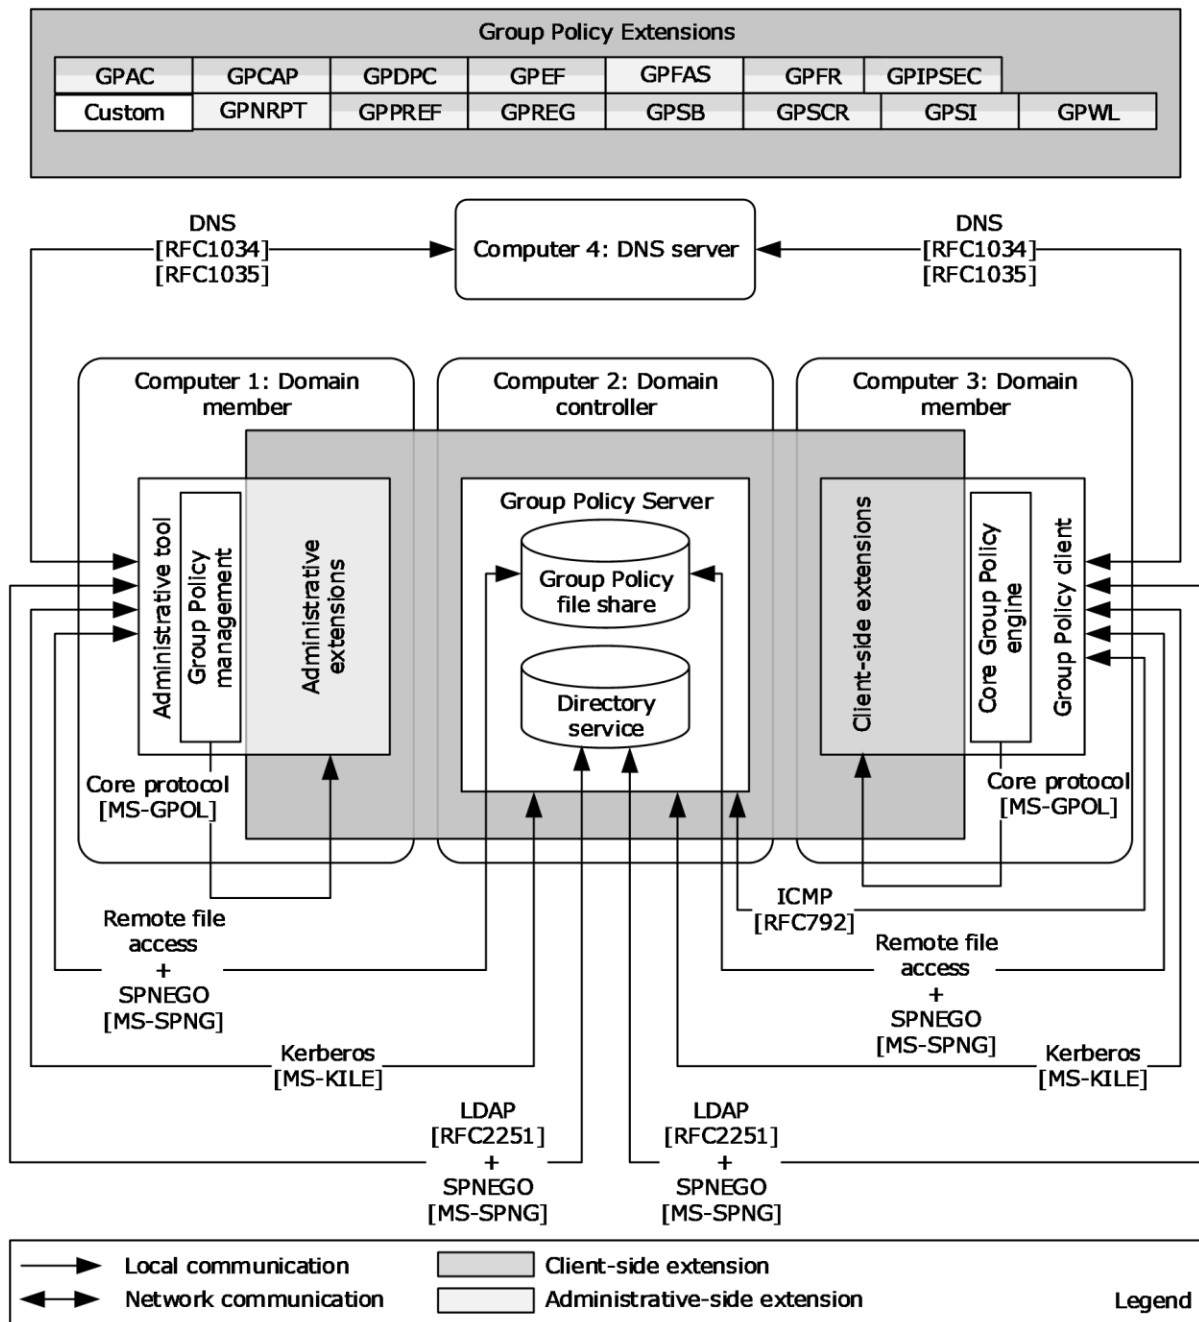 Group Policy Extensions
GPAC GPCAP GPDPC GPEF GPFAS GPFR GPIPSEC
Custom GPNRPT GPPREF GPREG GPSB GPSCR GPSI GPWL
DNS
[RFC1034]
[RFC1035]
Computer 4: DNS server
DNS
[RFC1034]
[RFC1035]
Computer 1: Domain
member
Computer 2: Domain
controller
Computer 3: Domain
member
Administrative tool
Group Policy
management
Administrative
extensions
Group Policy Server
Group Policy
file share
Directory
service
Client-side extensions
Core Group Policy
engine
Group Policy client
Core protocol
[MS-GPOL]
Core protocol
[MS-GPOL]
ICMP
[RFC792]
Remote file
access
+
SPNEGO
[MS-SPNG]
Remote file
access
+
SPNEGO
[MS-SPNG]
Kerberos
[MS-KILE]
Kerberos
[MS-KILE]
LDAP
[RFC2251]
+
SPNEGO
[MS-SPNG]
LDAP
[RFC2251]
+
SPNEGO
[MS-SPNG]
Local communication
Client-side extension
Network communication
Administrative-side extension
Legend